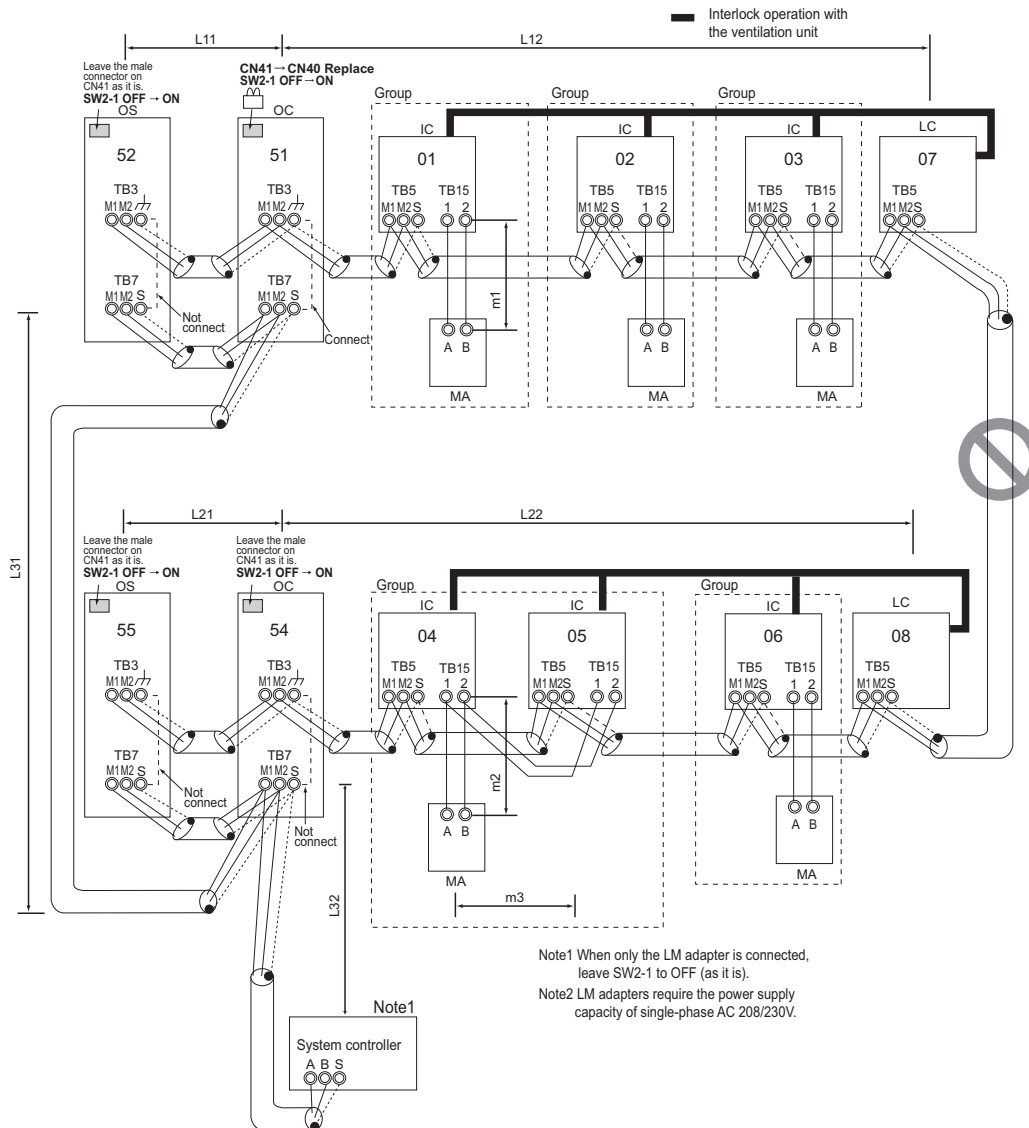 Interlock operation with
the ventilation unit
L11
L12
Leave the male
connector on
CN41 as it is.
SW2-1 OFF → ON
OS
CN41→CN40 Replace
SW2-1 OFF→ON
OC
Group
Group
Group
IC
IC
IC
LC
52
51
01
02
03
07
TB3
M1 M2
TB3
M1 M2
TB5
M1 M2 S
TB15
1 2
TB5
M1 M2 S
TB15
1 2
TB5
M1 M2 S
TB15
1 2
TB5
M1 M2 S
TB7
M1 M2 S
Not
connect
TB7
M1 M2 S
Connect
m1
A B
MA
A B
MA
A B
MA
L31
L21
L22
Leave the male
connector on
CN41 as it is.
SW2-1 OFF → ON
OS
Leave the male
connector on
CN41 as it is.
SW2-1 OFF → ON
OC
Group
Group
IC
IC
IC
LC
55
54
04
05
06
08
TB3
M1 M2
TB3
M1 M2
TB5
M1 M2 S
TB15
1 2
TB5
M1 M2 S
TB15
1 2
TB5
M1 M2 S
TB15
1 2
TB5
M1 M2 S
TB7
M1 M2 S
Not
connect
TB7
M1 M2 S
Not
connect
m2
A B
MA
A B
MA
m3
L32
Note1 When only the LM adapter is connected,
leave SW2-1 to OFF (as it is).
Note2 LM adapters require the power supply
capacity of single-phase AC 208/230V.
Note1
System controller
A B S